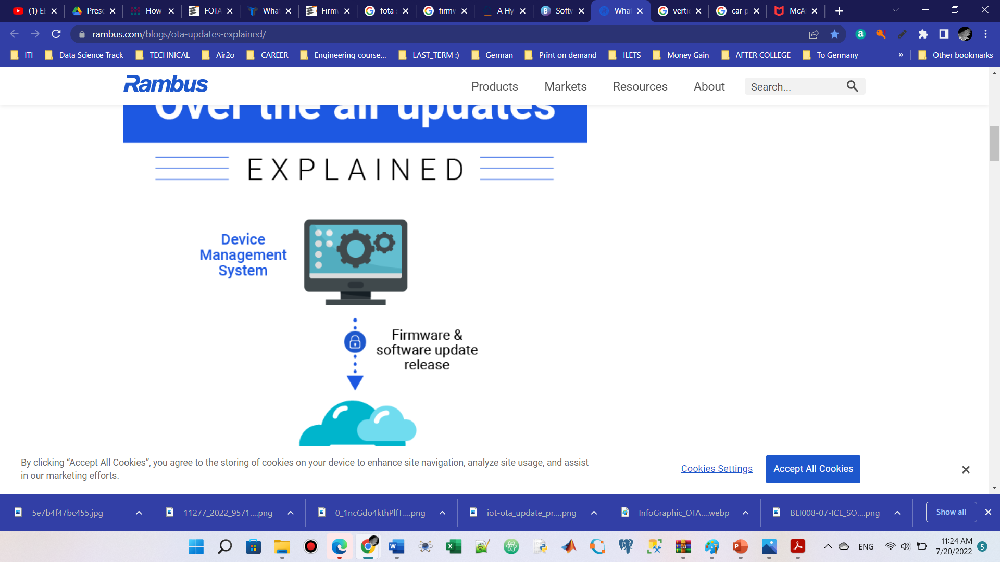 (1) El
Prese
How
FOTA
What
Firmw
fota s
firmw
A Hy
Softw
What
vertic
car p
McA
rambus.com/blogs/ota-updates-explained/
ITI
Data Science Track
TECHNICAL
Air2o
CAREER
Engineering course...
LAST_TERM :)
German
Print on demand
ILETS
Money Gain
AFTER COLLEGE
To Germany
»
Other bookmarks
Rambus
Products
Markets
Resources
About
Search...
Over the air updates
EXPLAINED
Device
Management
System
Firmware &
software update
release
By clicking “Accept All Cookies”, you agree to the storing of cookies on your device to enhance site navigation, analyze site usage, and assist
in our marketing efforts.
Cookies Settings
Accept All Cookies
5e7b4f47bc455.jpg
11277_2022_9571....png
0_1ncGdo4kthPlfT....png
iot-ota_update_pr....png
InfoGraphic_OTA....webp
BEI008-07-ICL_SO....png
Show all
ENG
11:24 AM
7/20/2022
5